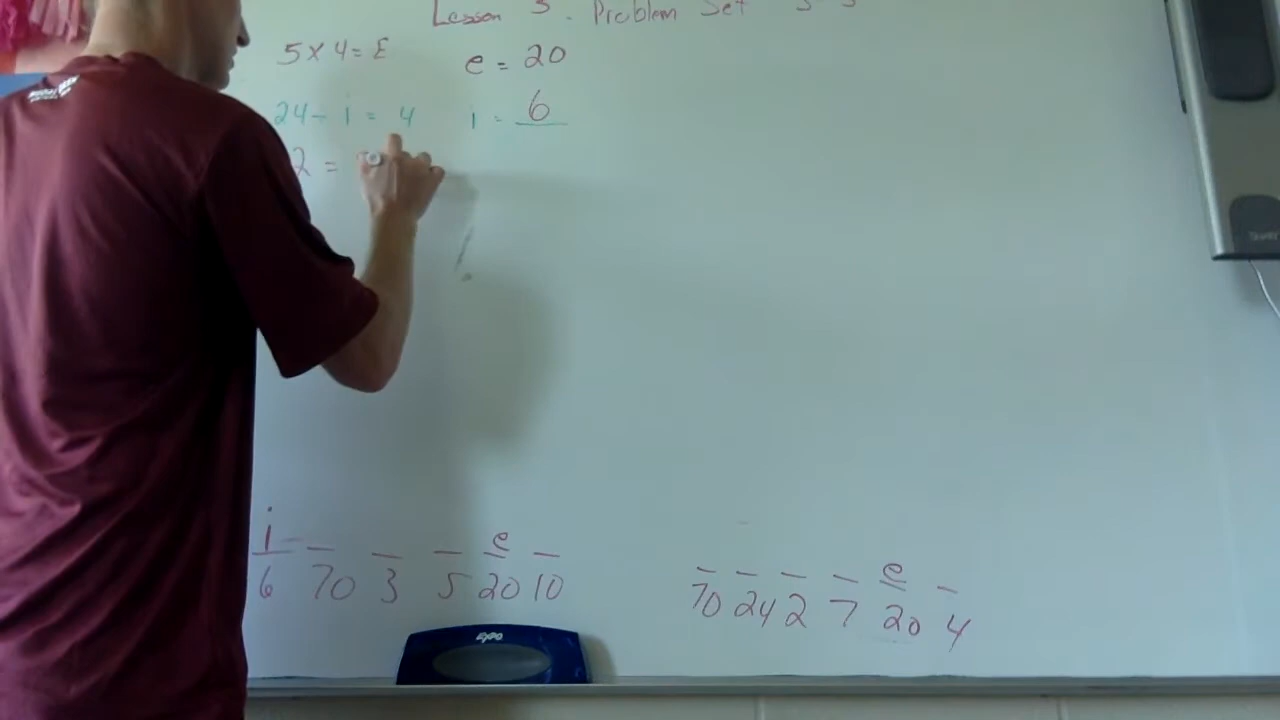 Lesson 3. Problem Set
5 x 4 = E e = 20
24 - i = 4 i = 6
2 =
i e
6 70 3 5 20 10
e
70 24 2 7 20 4
EXPO